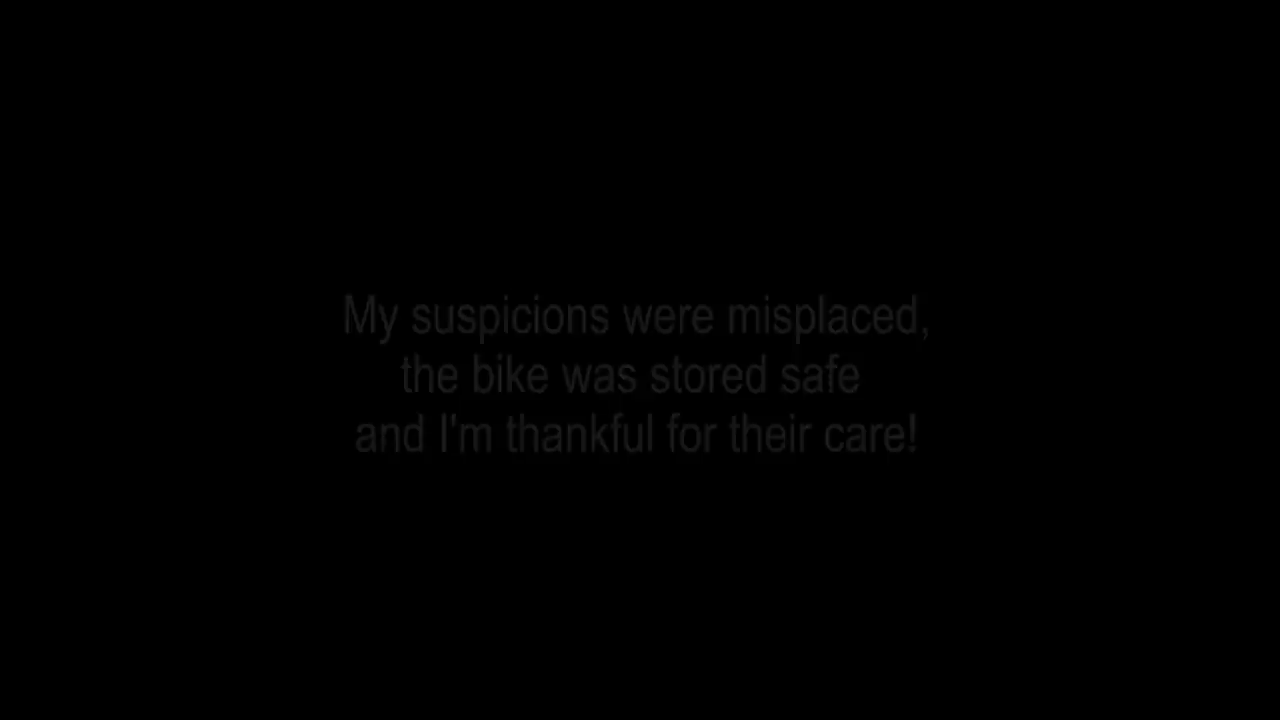 My suspicions were misplaced,
the bike was stored safe
and I'm thankful for their care!